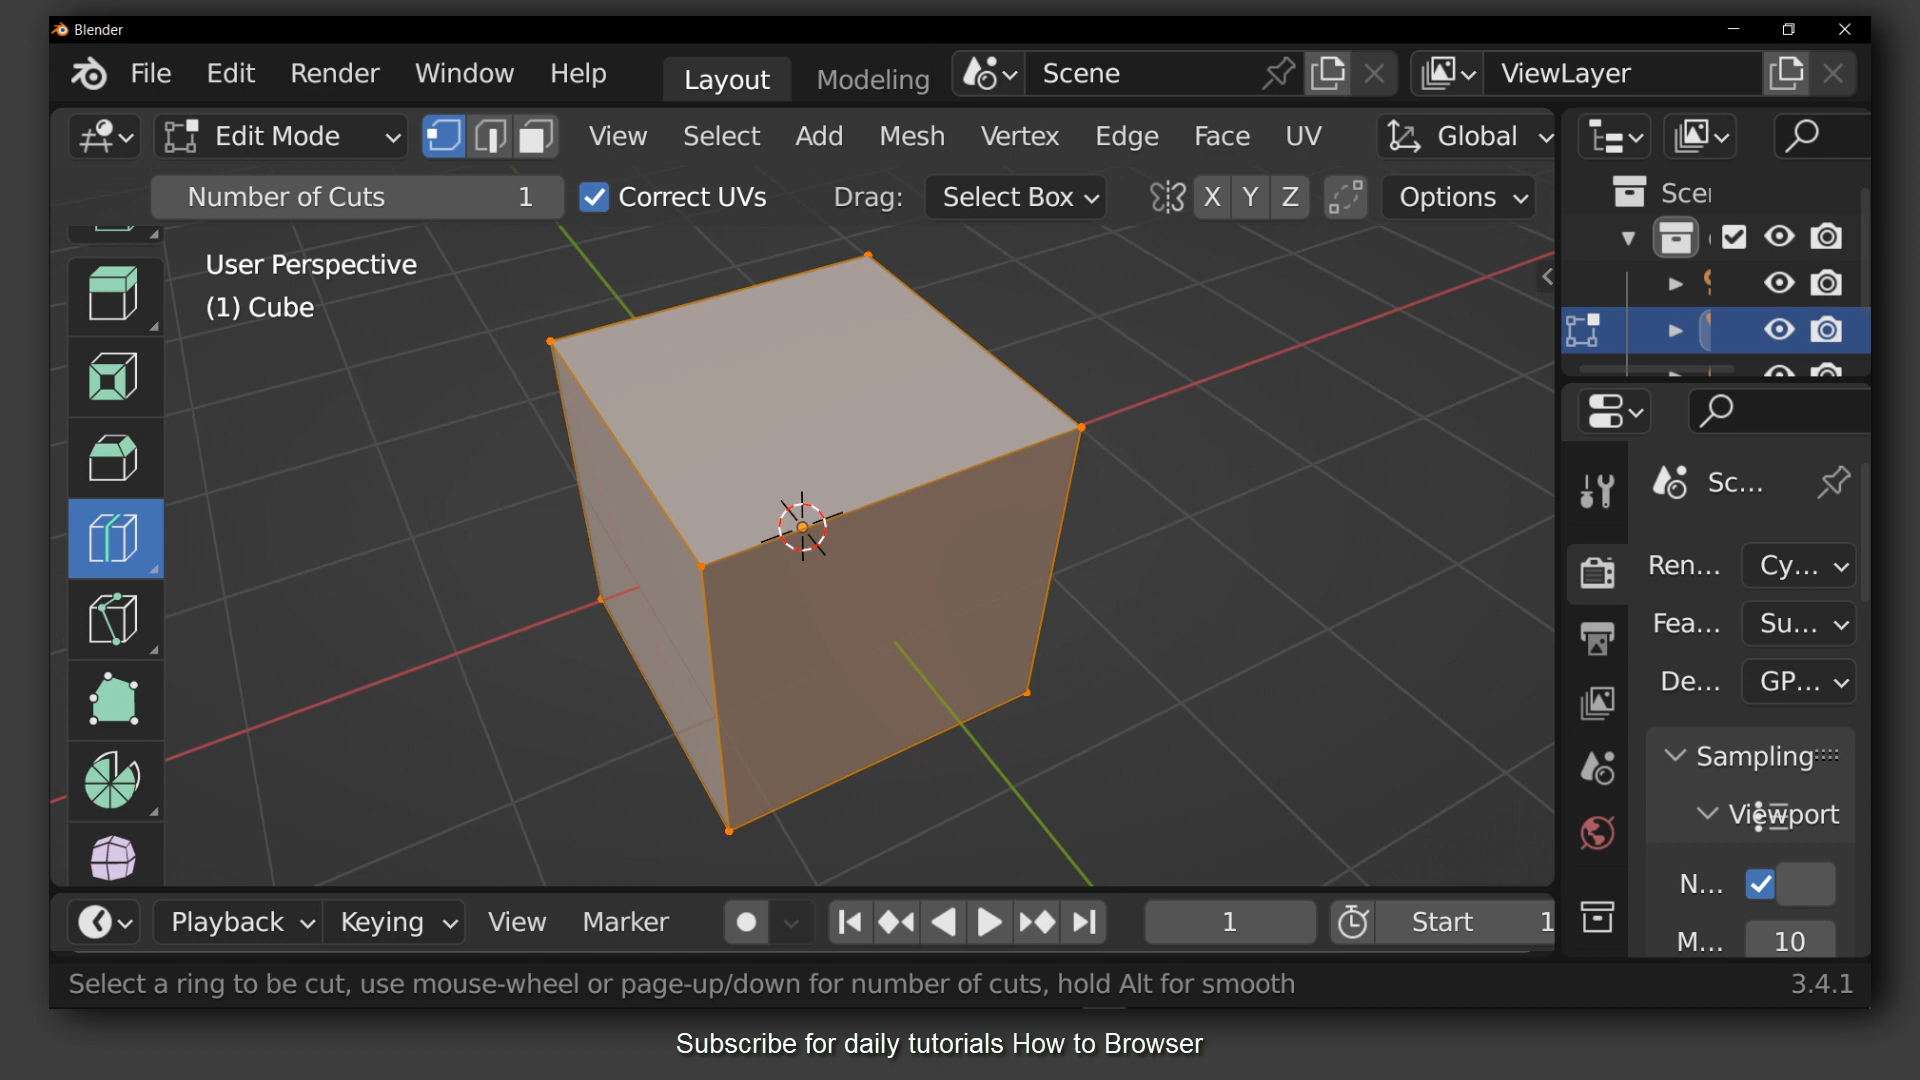 Blender
File Edit Render Window Help Layout Modeling Scene ViewLayer
Edit Mode View Select Add Mesh Vertex Edge Face UV Global
Number of Cuts 1 Correct UVs Drag: Select Box X Y Z Options
User Perspective
(1) Cube
Sc...
Ren... Cy...
Fea... Su...
De... GP...
Sampling
Viewport
N...
M... 10
Playback Keying View Marker 1 Start 1
Select a ring to be cut, use mouse-wheel or page-up/down for number of cuts, hold Alt for smooth 3.4.1
Subscribe for daily tutorials How to Browser